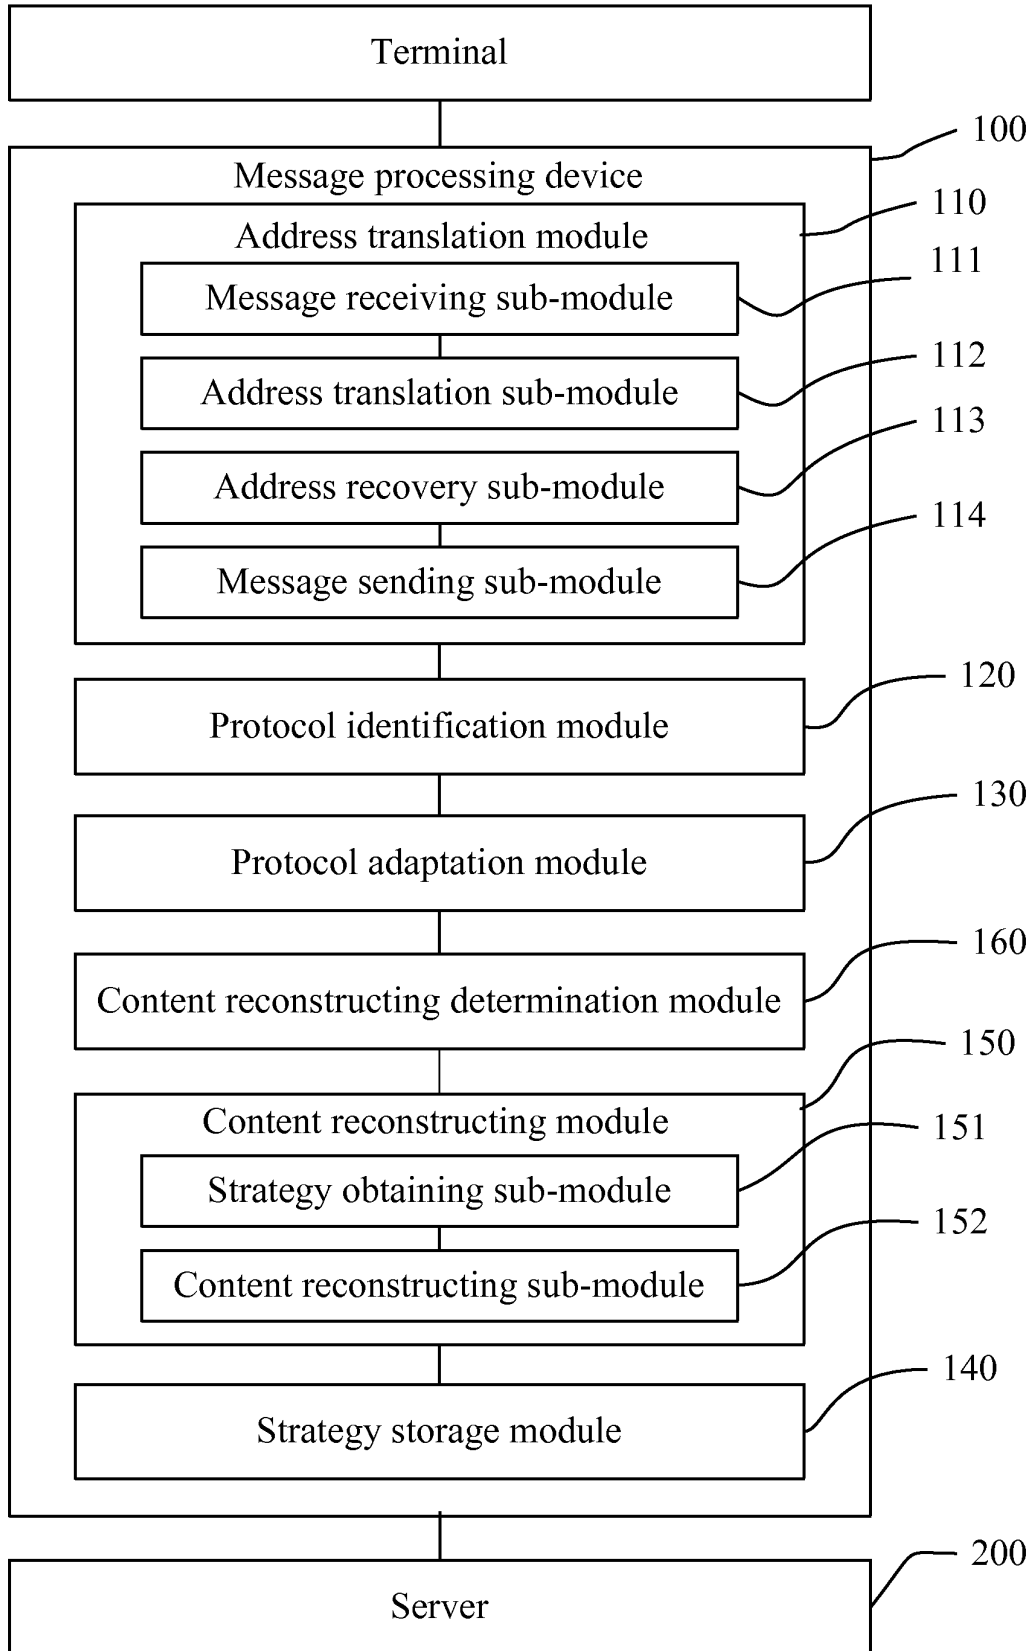 Terminal
100
Message processing device
110
Address translation module
111
Message receiving sub-module
112
Address translation sub-module
113
Address recovery sub-module
114
Message sending sub-module
120
Protocol identification module
130
Protocol adaptation module
160
Content reconstructing determination module
150
Content reconstructing module
151
Strategy obtaining sub-module
152
Content reconstructing sub-module
140
Strategy storage module
200
Server